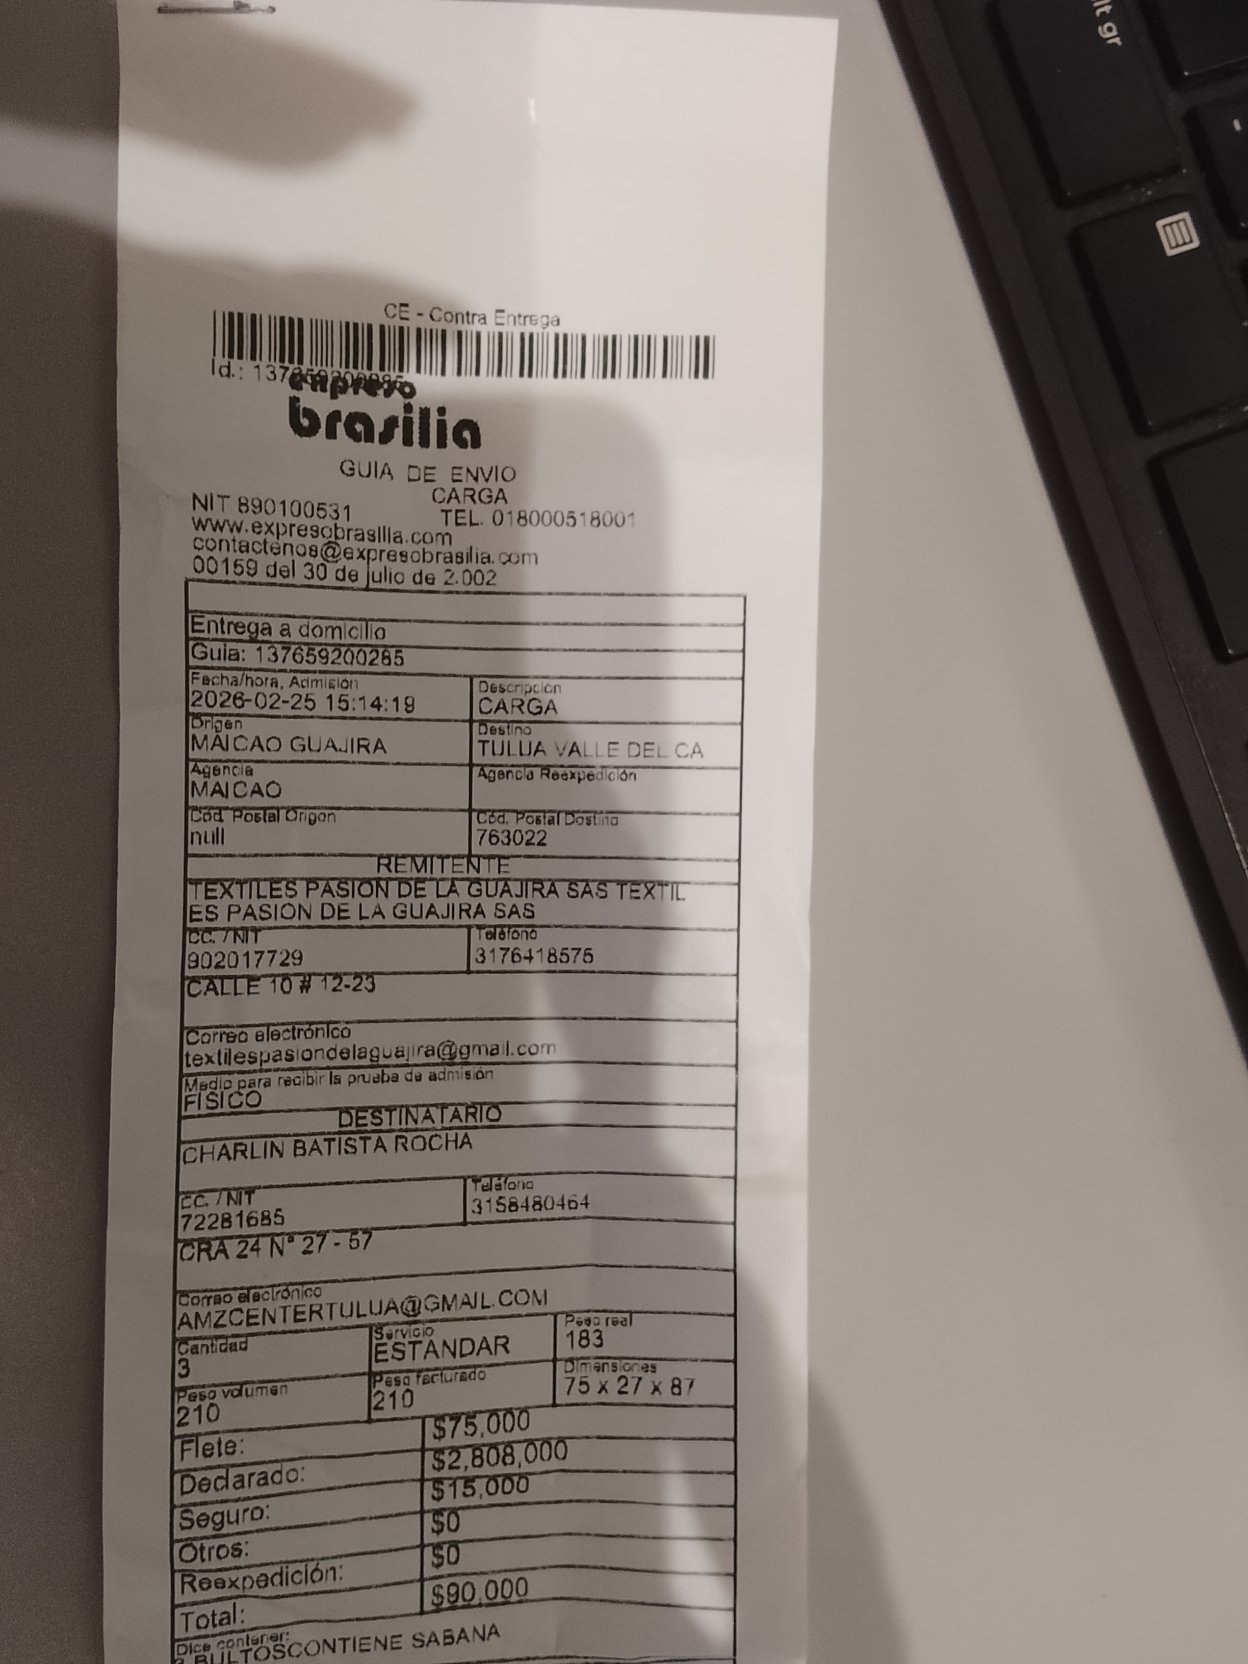 lt gr
CE - Contra Entrega
Id.:
expreso
brasilia
GUIA DE ENVIO
CARGA
NIT 890100531 TEL. 018000518001
www.expresobrasilia.com
contactenos@expresobrasilia.com
00159 del 30 de julio de 2.002
Entrega a domicilio
Guia: 137659200285
Fecha/hora, Admisión Descripción
2026-02-25 15:14:19 CARGA
Origen Destino
MAICAO GUAJIRA TULUA VALLE DEL CA
Agencia Agencia Reexpedición
MAICAO
Cód. Postal Origen Cód. Postal Destino
null 763022
REMITENTE
TEXTILES PASION DE LA GUAJIRA SAS TEXTIL
ES PASION DE LA GUAJIRA SAS
CC. / NIT Teléfono
902017729 3176418575
CALLE 10 # 12-23
Correo electrónico
textilespasiondelaguajira@gmail.com
Medio para recibir la prueba de admisión
FISICO
DESTINATARIO
CHARLIN BATISTA ROCHA
CC. / NIT Teléfono
72281685 3158480464
CRA 24 N° 27 - 57
Correo electrónico
AMZCENTERTULUA@GMAIL.COM
Cantidad Servicio Peso real
3 ESTANDAR 183
Peso volumen Peso facturado Dimensiones
210 210 75 x 27 x 87
Flete: $75,000
Declarado: $2,808,000
Seguro: $15,000
Otros: $0
Reexpedición: $0
Total: $90,000
Dice contener:
3 BULTOSCONTIENE SABANA